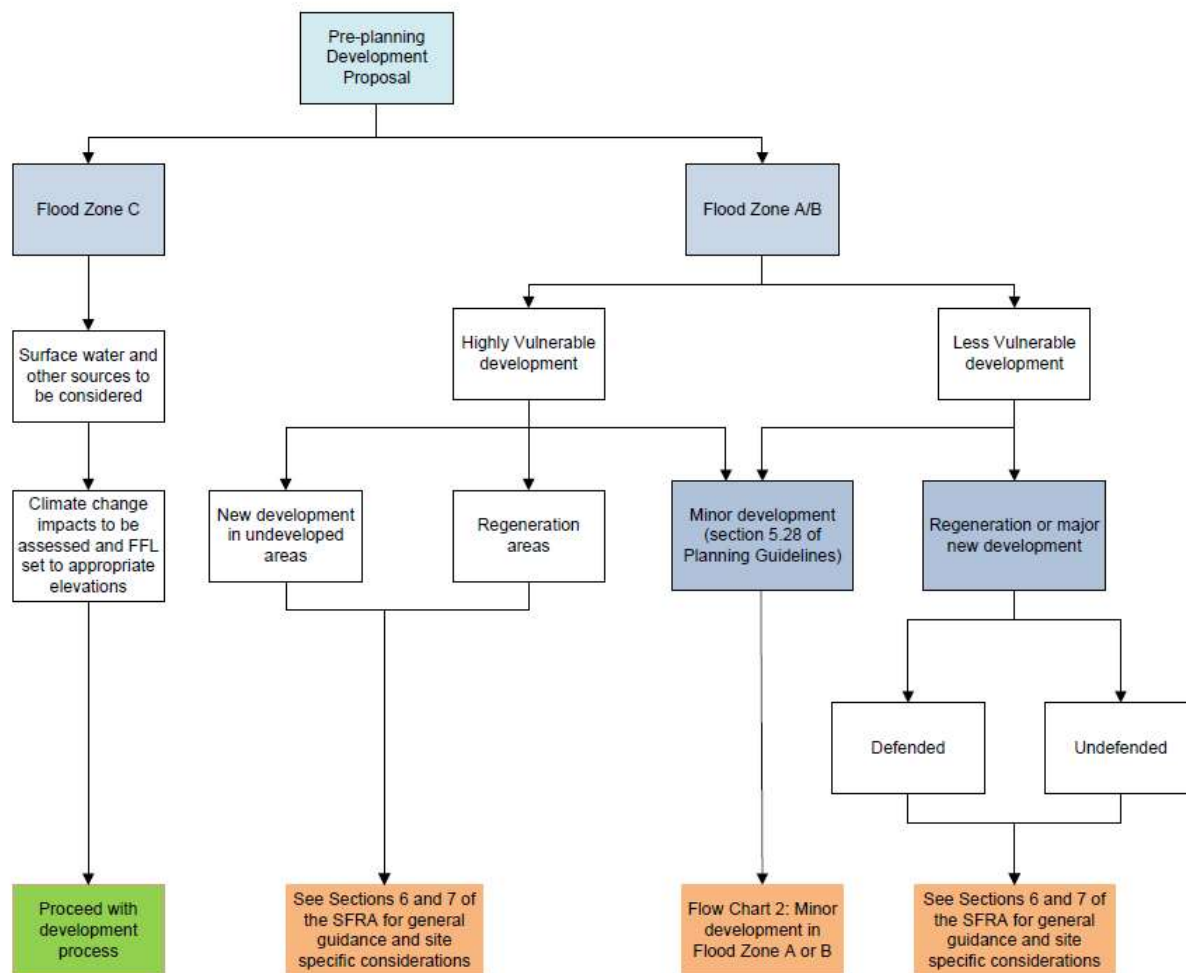 Pre-planning
Development
Proposal
Flood Zone C
Flood Zone A/B
Highly Vulnerable
development
Less Vulnerable
development
Surface water and
other sources to
be considered
Climate change
impacts to be
assessed and FFL
set to appropriate
elevations
New development
in undeveloped
areas
Regeneration
areas
Minor development
(section 5.28 of
Planning Guidelines)
Regeneration or major
new development
Defended
Undefended
Proceed with
development
process
See Sections 6 and 7 of
the SFRA for general
guidance and site
specific considerations
Flow Chart 2: Minor
development in
Flood Zone A or B
See Sections 6 and 7 of
the SFRA for general
guidance and site
specific considerations